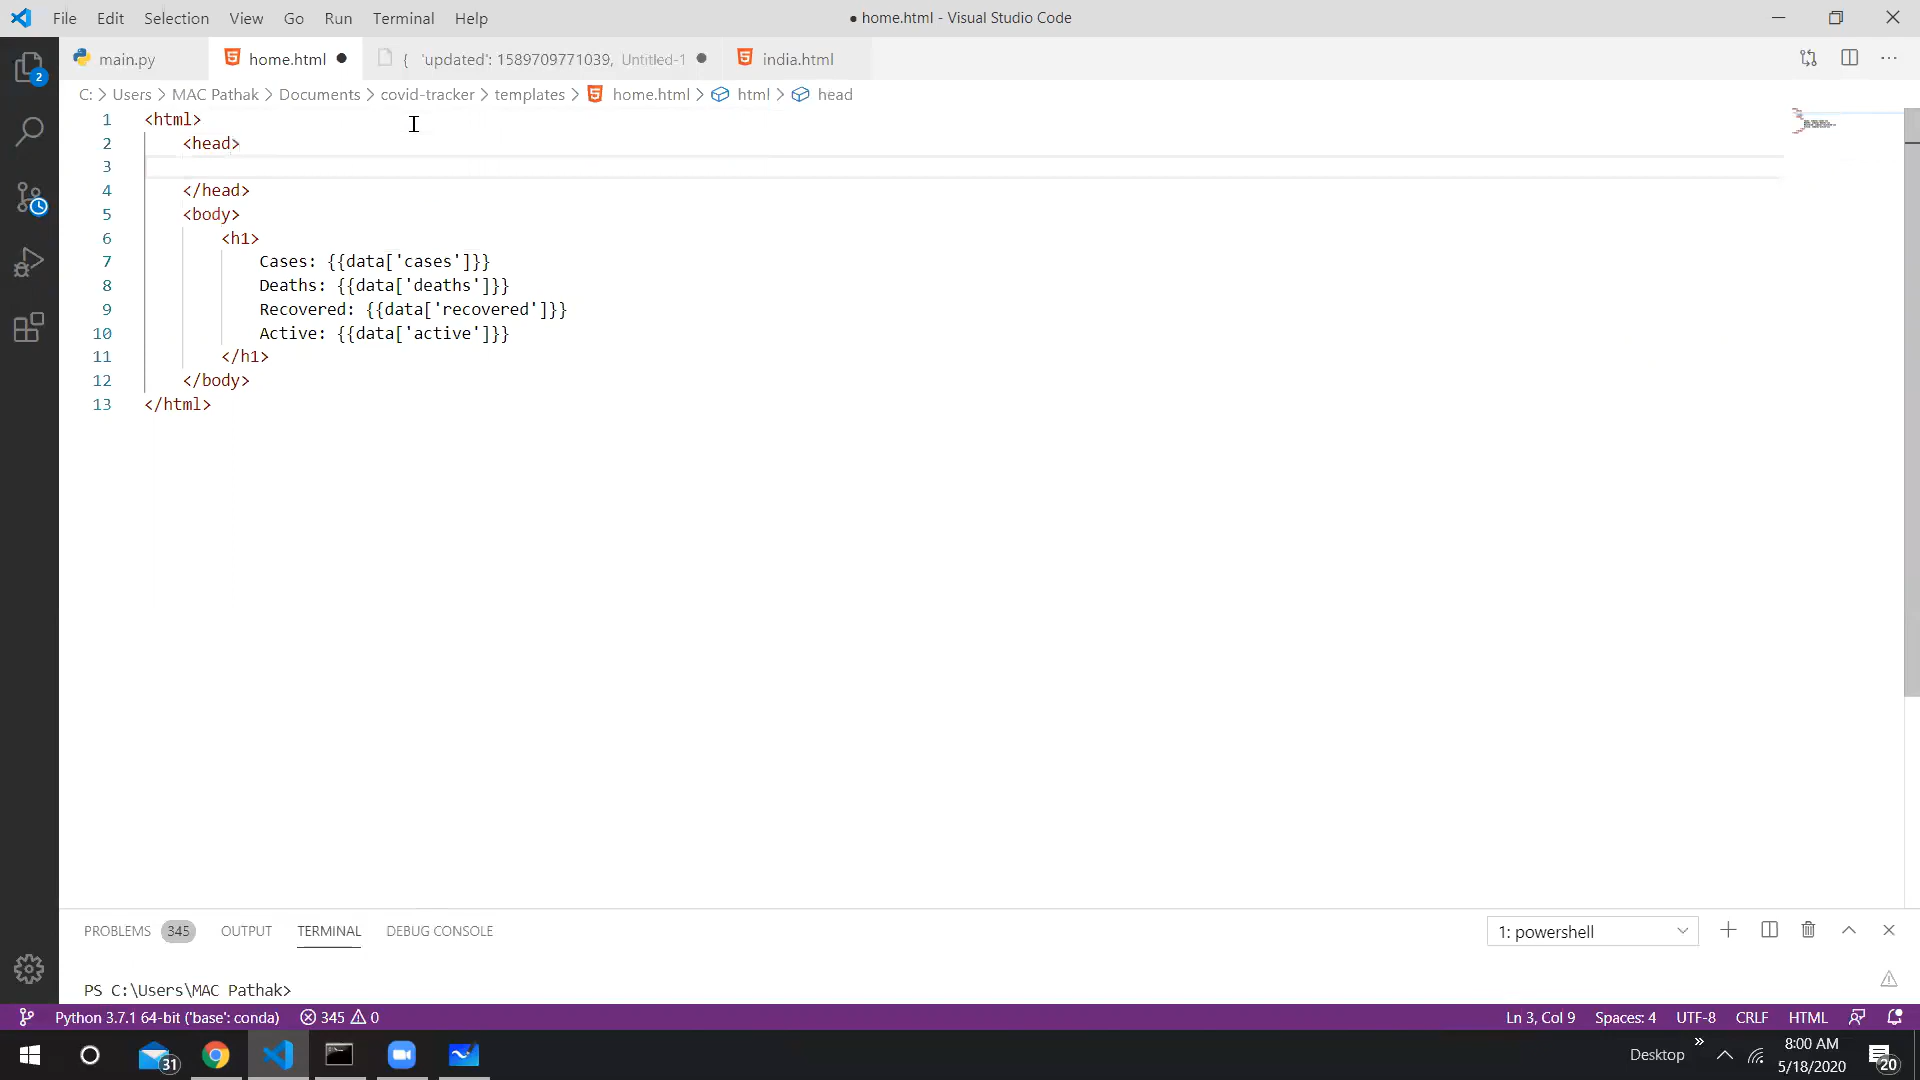 File Edit Selection View Go Run Terminal Help ● home.html - Visual Studio Code
main.py home.html ● { 'updated': 1589709771039, Untitled-1 ● india.html
2
C: > Users > MAC Pathak > Documents > covid-tracker > templates > home.html > html > head
1 <html>
2 <head>
3
4 </head>
5 <body>
6 <h1>
7 Cases: {{data['cases']}}
8 Deaths: {{data['deaths']}}
9 Recovered: {{data['recovered']}}
10 Active: {{data['active']}}
11 </h1>
12 </body>
13 </html>
PROBLEMS 345 OUTPUT TERMINAL DEBUG CONSOLE 1: powershell
PS C:\Users\MAC Pathak>
Python 3.7.1 64-bit ('base': conda) 345 0 Ln 3, Col 9 Spaces: 4 UTF-8 CRLF HTML
31 Desktop » 8:00 AM
5/18/2020 20